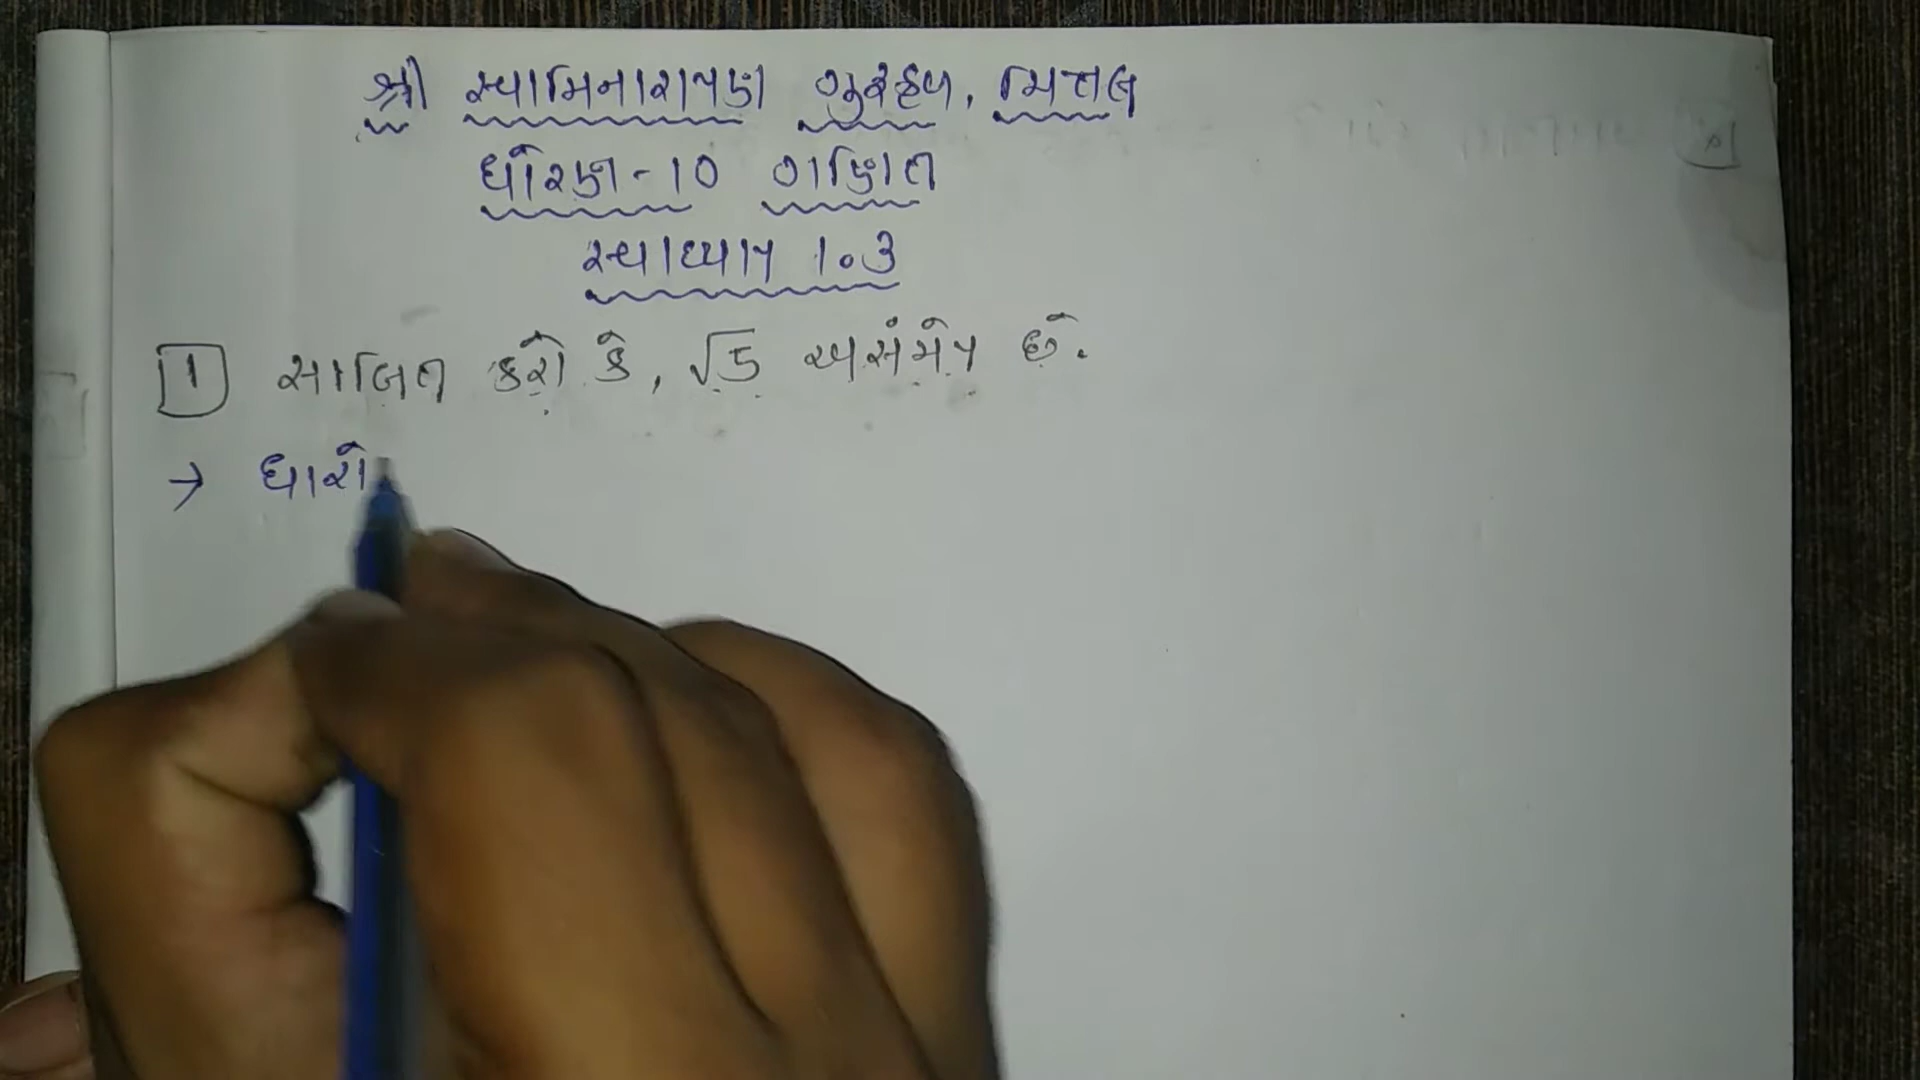 શ્રી સ્વામિનારાયણ ગુરુકુળ, મિત્તલ
ધોરણ-10 ગણિત
સ્વાધ્યાય 1.3
1 સાબિત કરો કે, √5 અસંમેય છે.
→ ધારો